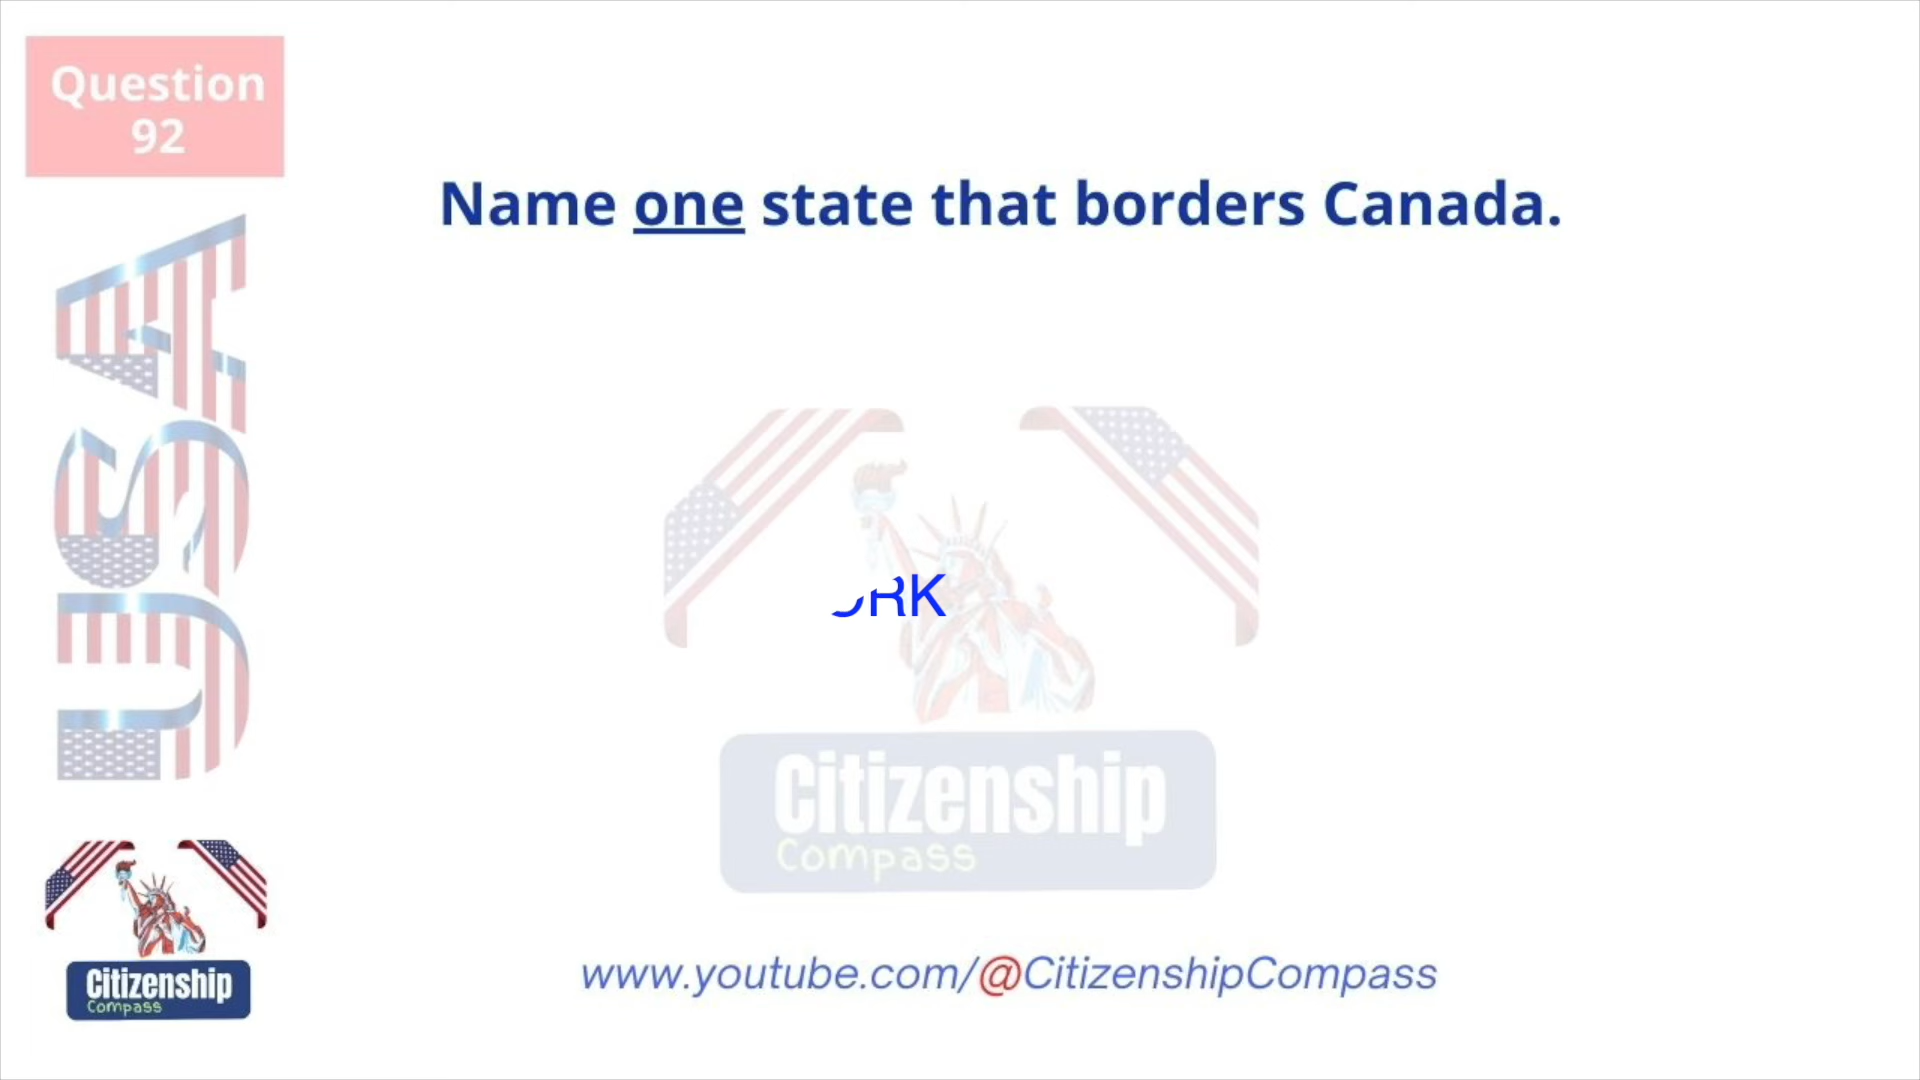 Question
92
Name one state that borders Canada.
Citizenship
Compass
www.youtube.com/@CitizenshipCompass
Citizenship
Compass